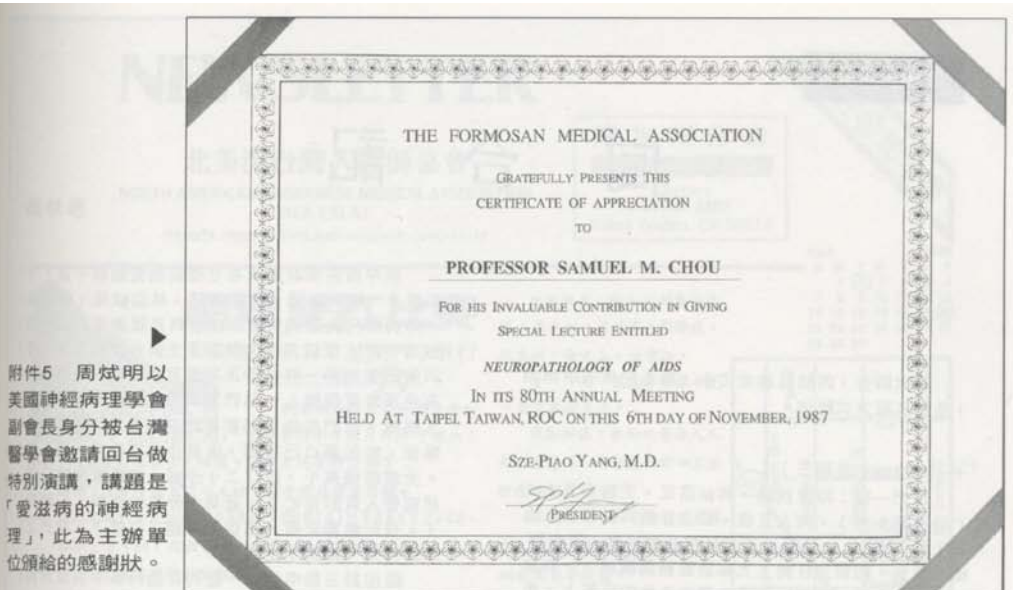 THE FORMOSAN MEDICAL ASSOCIATION
GRATEFULLY PRESENTS THIS
CERTIFICATE OF APPRECIATION
TO
PROFESSOR SAMUEL M. CHOU
FOR HIS INVALUABLE CONTRIBUTION IN GIVING
SPECIAL LECTURE ENTITLED
NEUROPATHOLOGY OF AIDS
IN ITS 80TH ANNUAL MEETING
HELD AT TAIPEI, TAIWAN, ROC ON THIS 6TH DAY OF NOVEMBER, 1987
SZE-PIAO YANG, M.D.
PRESIDENT
附件5 周烒明以
美國神經病理學會
副會長身分被台灣
醫學會邀請回台做
特別演講，講題是
「愛滋病的神經病
理」，此為主辦單
位頒給的感謝狀。